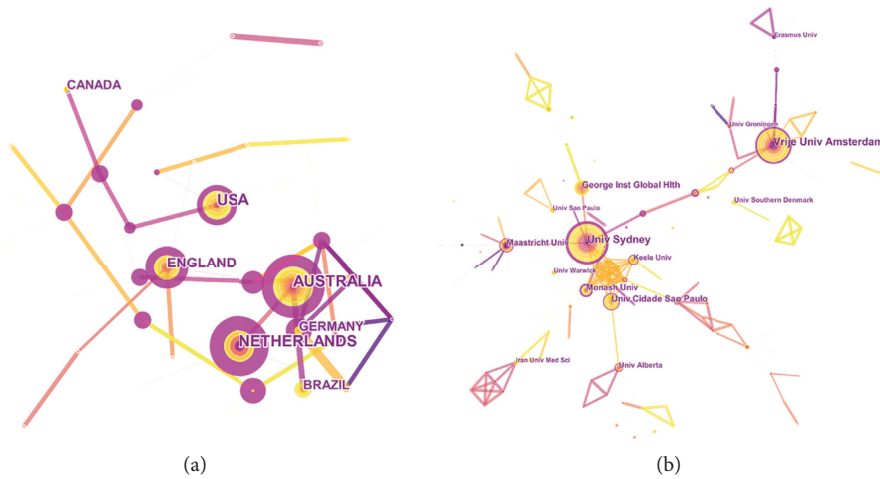 CANADA
USA
ENGLAND
AUSTRALIA
GERMANY
NETHERLANDS
BRAZIL
(a)
Erasmus Univ
Univ Groningen
Vrije Univ Amsterdam
George Inst Global Hlth
Univ Southern Denmark
Univ Sao Paulo
Maastricht Univ
Univ Sydney
Keele Univ
Univ Warwick
Monash Univ
Univ Cidade Sao Paulo
Iran Univ Med Sci
Univ Alberta
(b)